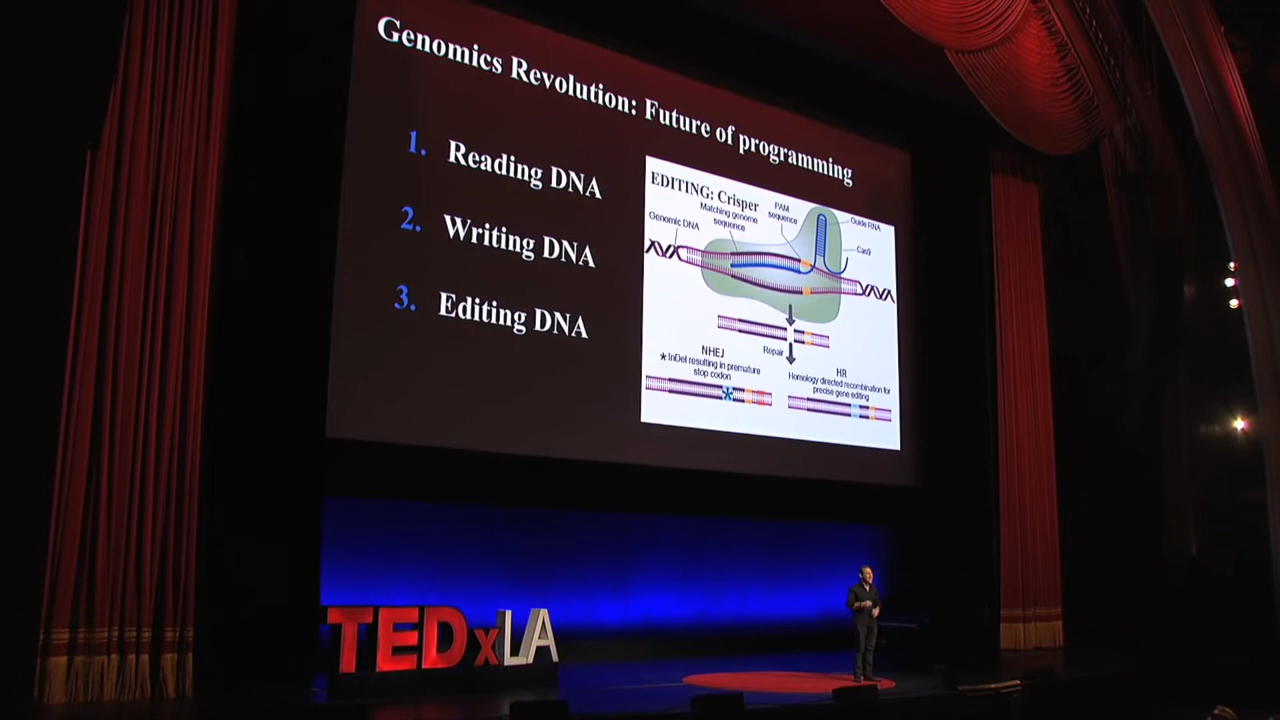 Genomics Revolution: Future of programming
1. Reading DNA
2. Writing DNA
3. Editing DNA
EDITING: Crisper
Genomic DNA
Matching genome
sequence
PAM
sequence
Guide RNA
Cas9
Repair
NHEJ
*InDel resulting in premature
stop codon
HR
Homology directed recombination for
precise gene editing
TEDxLA